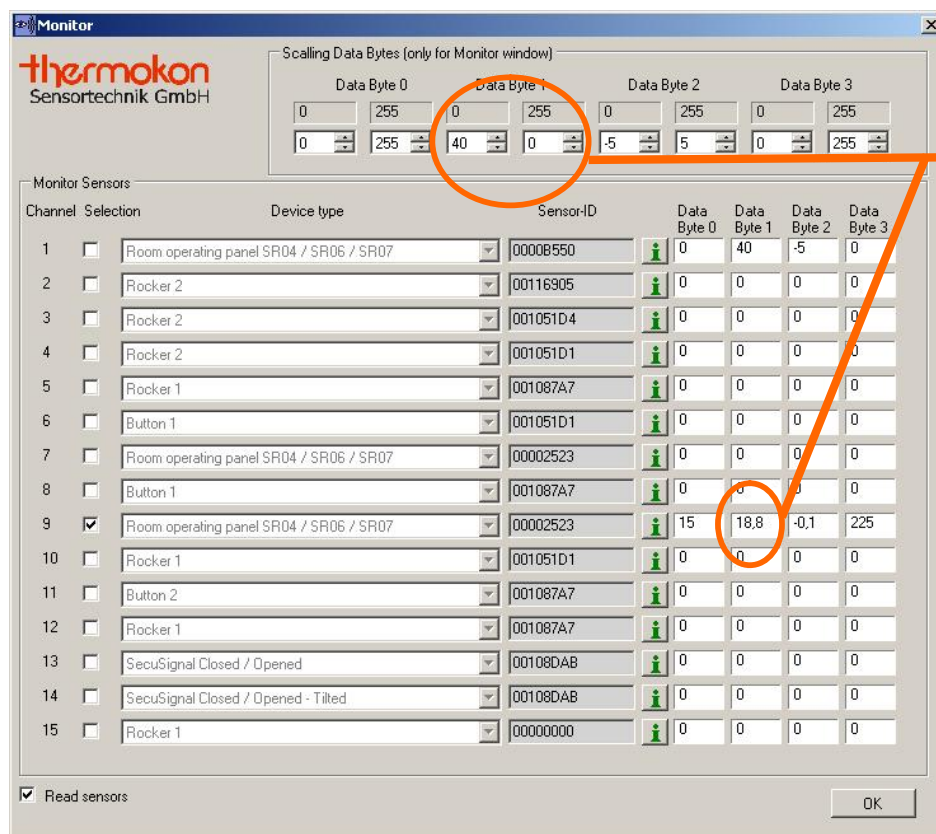 Monitor
thermokon
Sensortechnik GmbH
Scalling Data Bytes (only for Monitor window)
Data Byte 0 Data Byte 1 Data Byte 2 Data Byte 3
0 255 0 255 0 255 0 255
0 255 40 0 -5 5 0 255
Monitor Sensors
Channel Selection Device type Sensor-ID Data Byte 0 Data Byte 1 Data Byte 2 Data Byte 3
1 Room operating panel SR04 / SR06 / SR07 0000B550 i 0 40 -5 0
2 Rocker 2 00116905 i 0 0 0 0
3 Rocker 2 001051D4 i 0 0 0 0
4 Rocker 2 001051D1 i 0 0 0 0
5 Rocker 1 001087A7 i 0 0 0 0
6 Button 1 001051D1 i 0 0 0 0
7 Room operating panel SR04 / SR06 / SR07 00002523 i 0 0 0 0
8 Button 1 001087A7 i 0 0 0 0
9 Room operating panel SR04 / SR06 / SR07 00002523 i 15 18,8 -0,1 225
10 Rocker 1 001051D1 i 0 0 0 0
11 Button 2 001087A7 i 0 0 0 0
12 Rocker 1 001087A7 i 0 0 0 0
13 SecuSignal Closed / Opened 00108DAB i 0 0 0 0
14 SecuSignal Closed / Opened - Tilted 00108DAB i 0 0 0 0
15 Rocker 1 00000000 i 0 0 0 0
Read sensors
OK